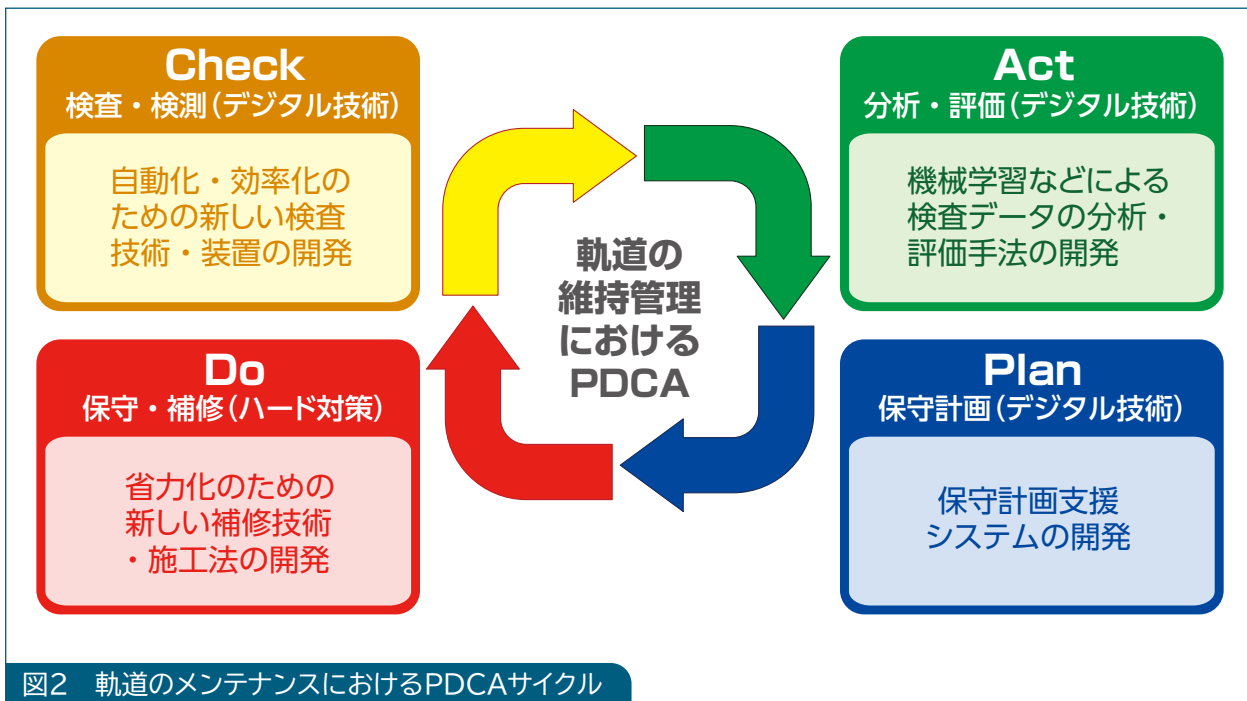 Check
検査・検測(デジタル技術)
自動化・効率化の
ための新しい検査
技術・装置の開発
Act
分析・評価(デジタル技術)
機械学習などによる
検査データの分析・
評価手法の開発
軌道の
維持管理
における
PDCA
Do
保守・補修(ハード対策)
省力化のための
新しい補修技術
・施工法の開発
Plan
保守計画(デジタル技術)
保守計画支援
システムの開発
図2 軌道のメンテナンスにおけるPDCAサイクル